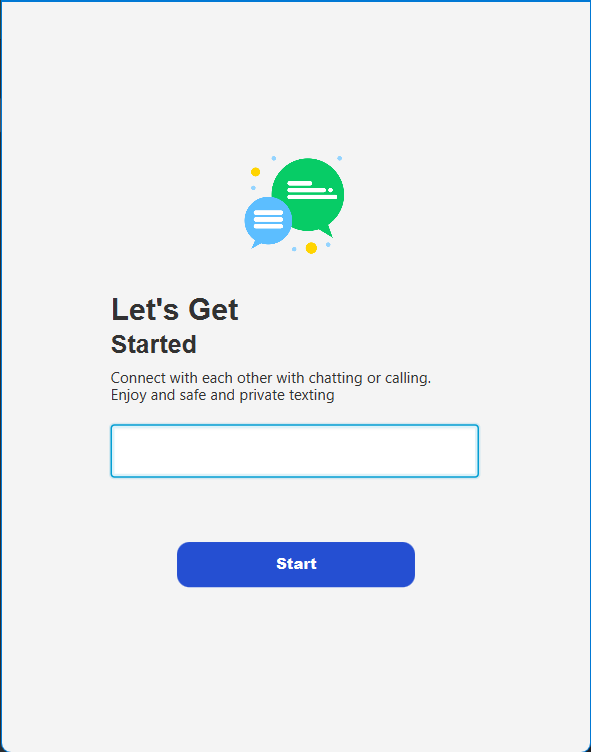 Let's Get
Started
Connect with each other with chatting or calling.
Enjoy and safe and private texting
Start